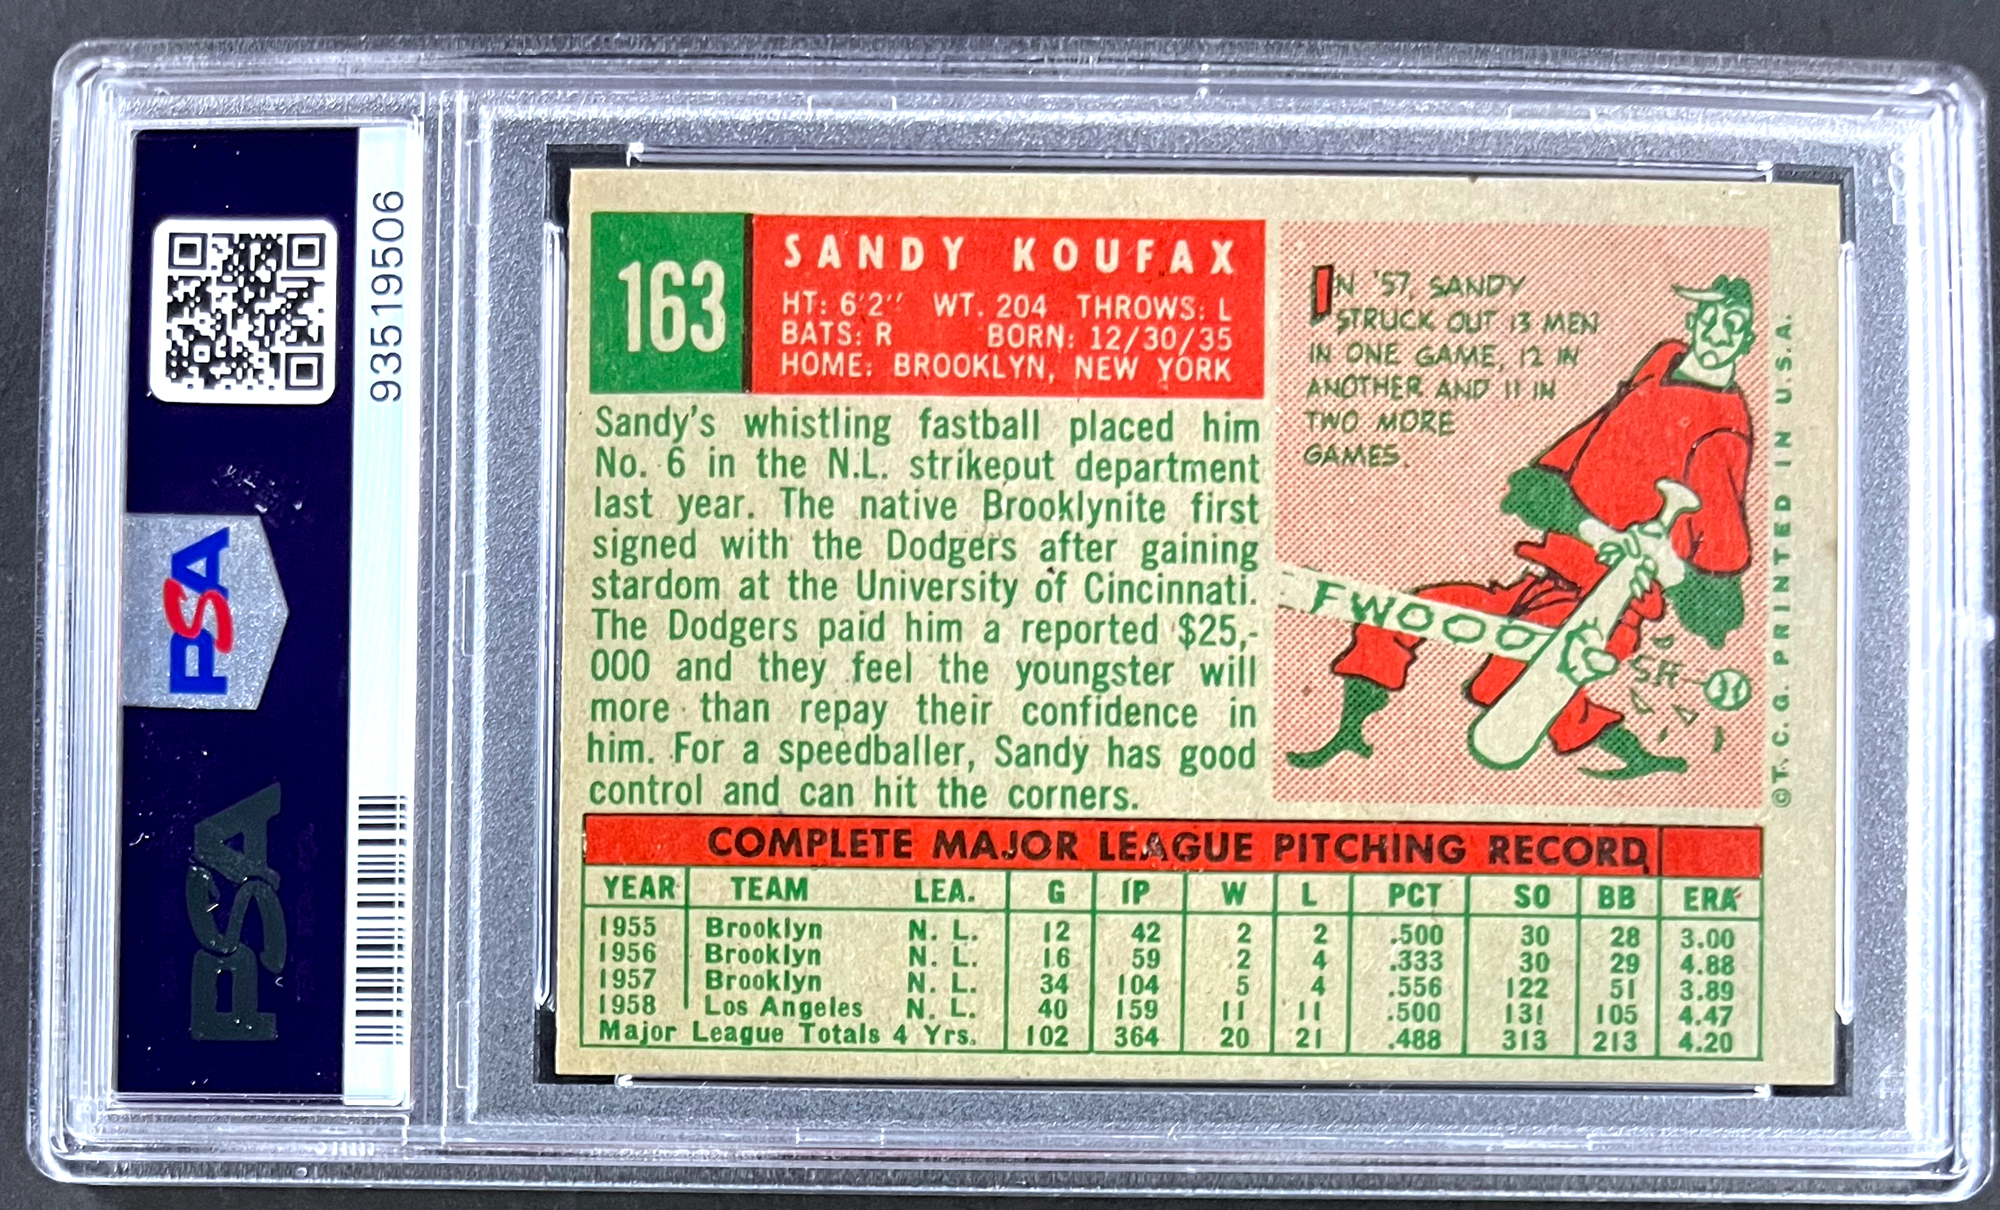 93519506
PSA
PSA
163
SANDY KOUFAX
HT: 6'2" WT. 204 THROWS: L
BATS: R BORN: 12/30/35
HOME: BROOKLYN, NEW YORK
Sandy's whistling fastball placed him
No. 6 in the N.L. strikeout department
last year. The native Brooklynite first
signed with the Dodgers after gaining
stardom at the University of Cincinnati.
The Dodgers paid him a reported $25,-
000 and they feel the youngster will
more than repay their confidence in
him. For a speedballer, Sandy has good
control and can hit the corners.
IN '57, SANDY
STRUCK OUT 13 MEN
IN ONE GAME, 12 IN
ANOTHER AND 11 IN
TWO MORE
GAMES.
FWOOO
SH
©T.C.G. PRINTED IN U.S.A.
COMPLETE MAJOR LEAGUE PITCHING RECORD
YEAR TEAM LEA. G IP W L PCT SO BB ERA
1955 Brooklyn N. L. 12 42 2 2 .500 30 28 3.00
1956 Brooklyn N. L. 16 59 2 4 .333 30 29 4.88
1957 Brooklyn N. L. 34 104 5 4 .556 122 51 3.89
1958 Los Angeles N. L. 40 159 11 11 .500 131 105 4.47
Major League Totals 4 Yrs. 102 364 20 21 .488 313 213 4.20